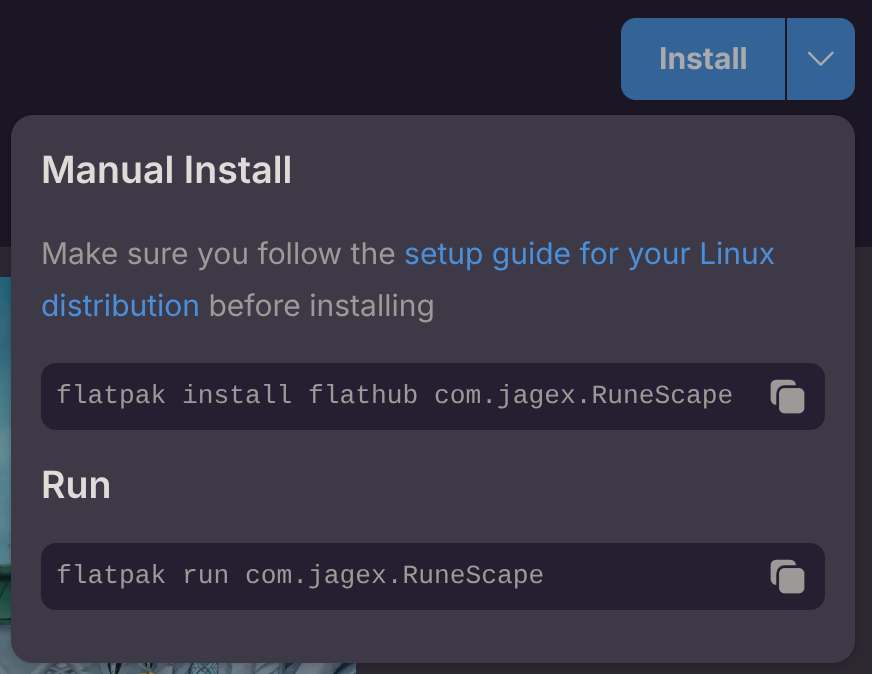 Install
Manual Install
Make sure you follow the setup guide for your Linux
distribution before installing
flatpak install flathub com.jagex.RuneScape
Run
flatpak run com.jagex.RuneScape